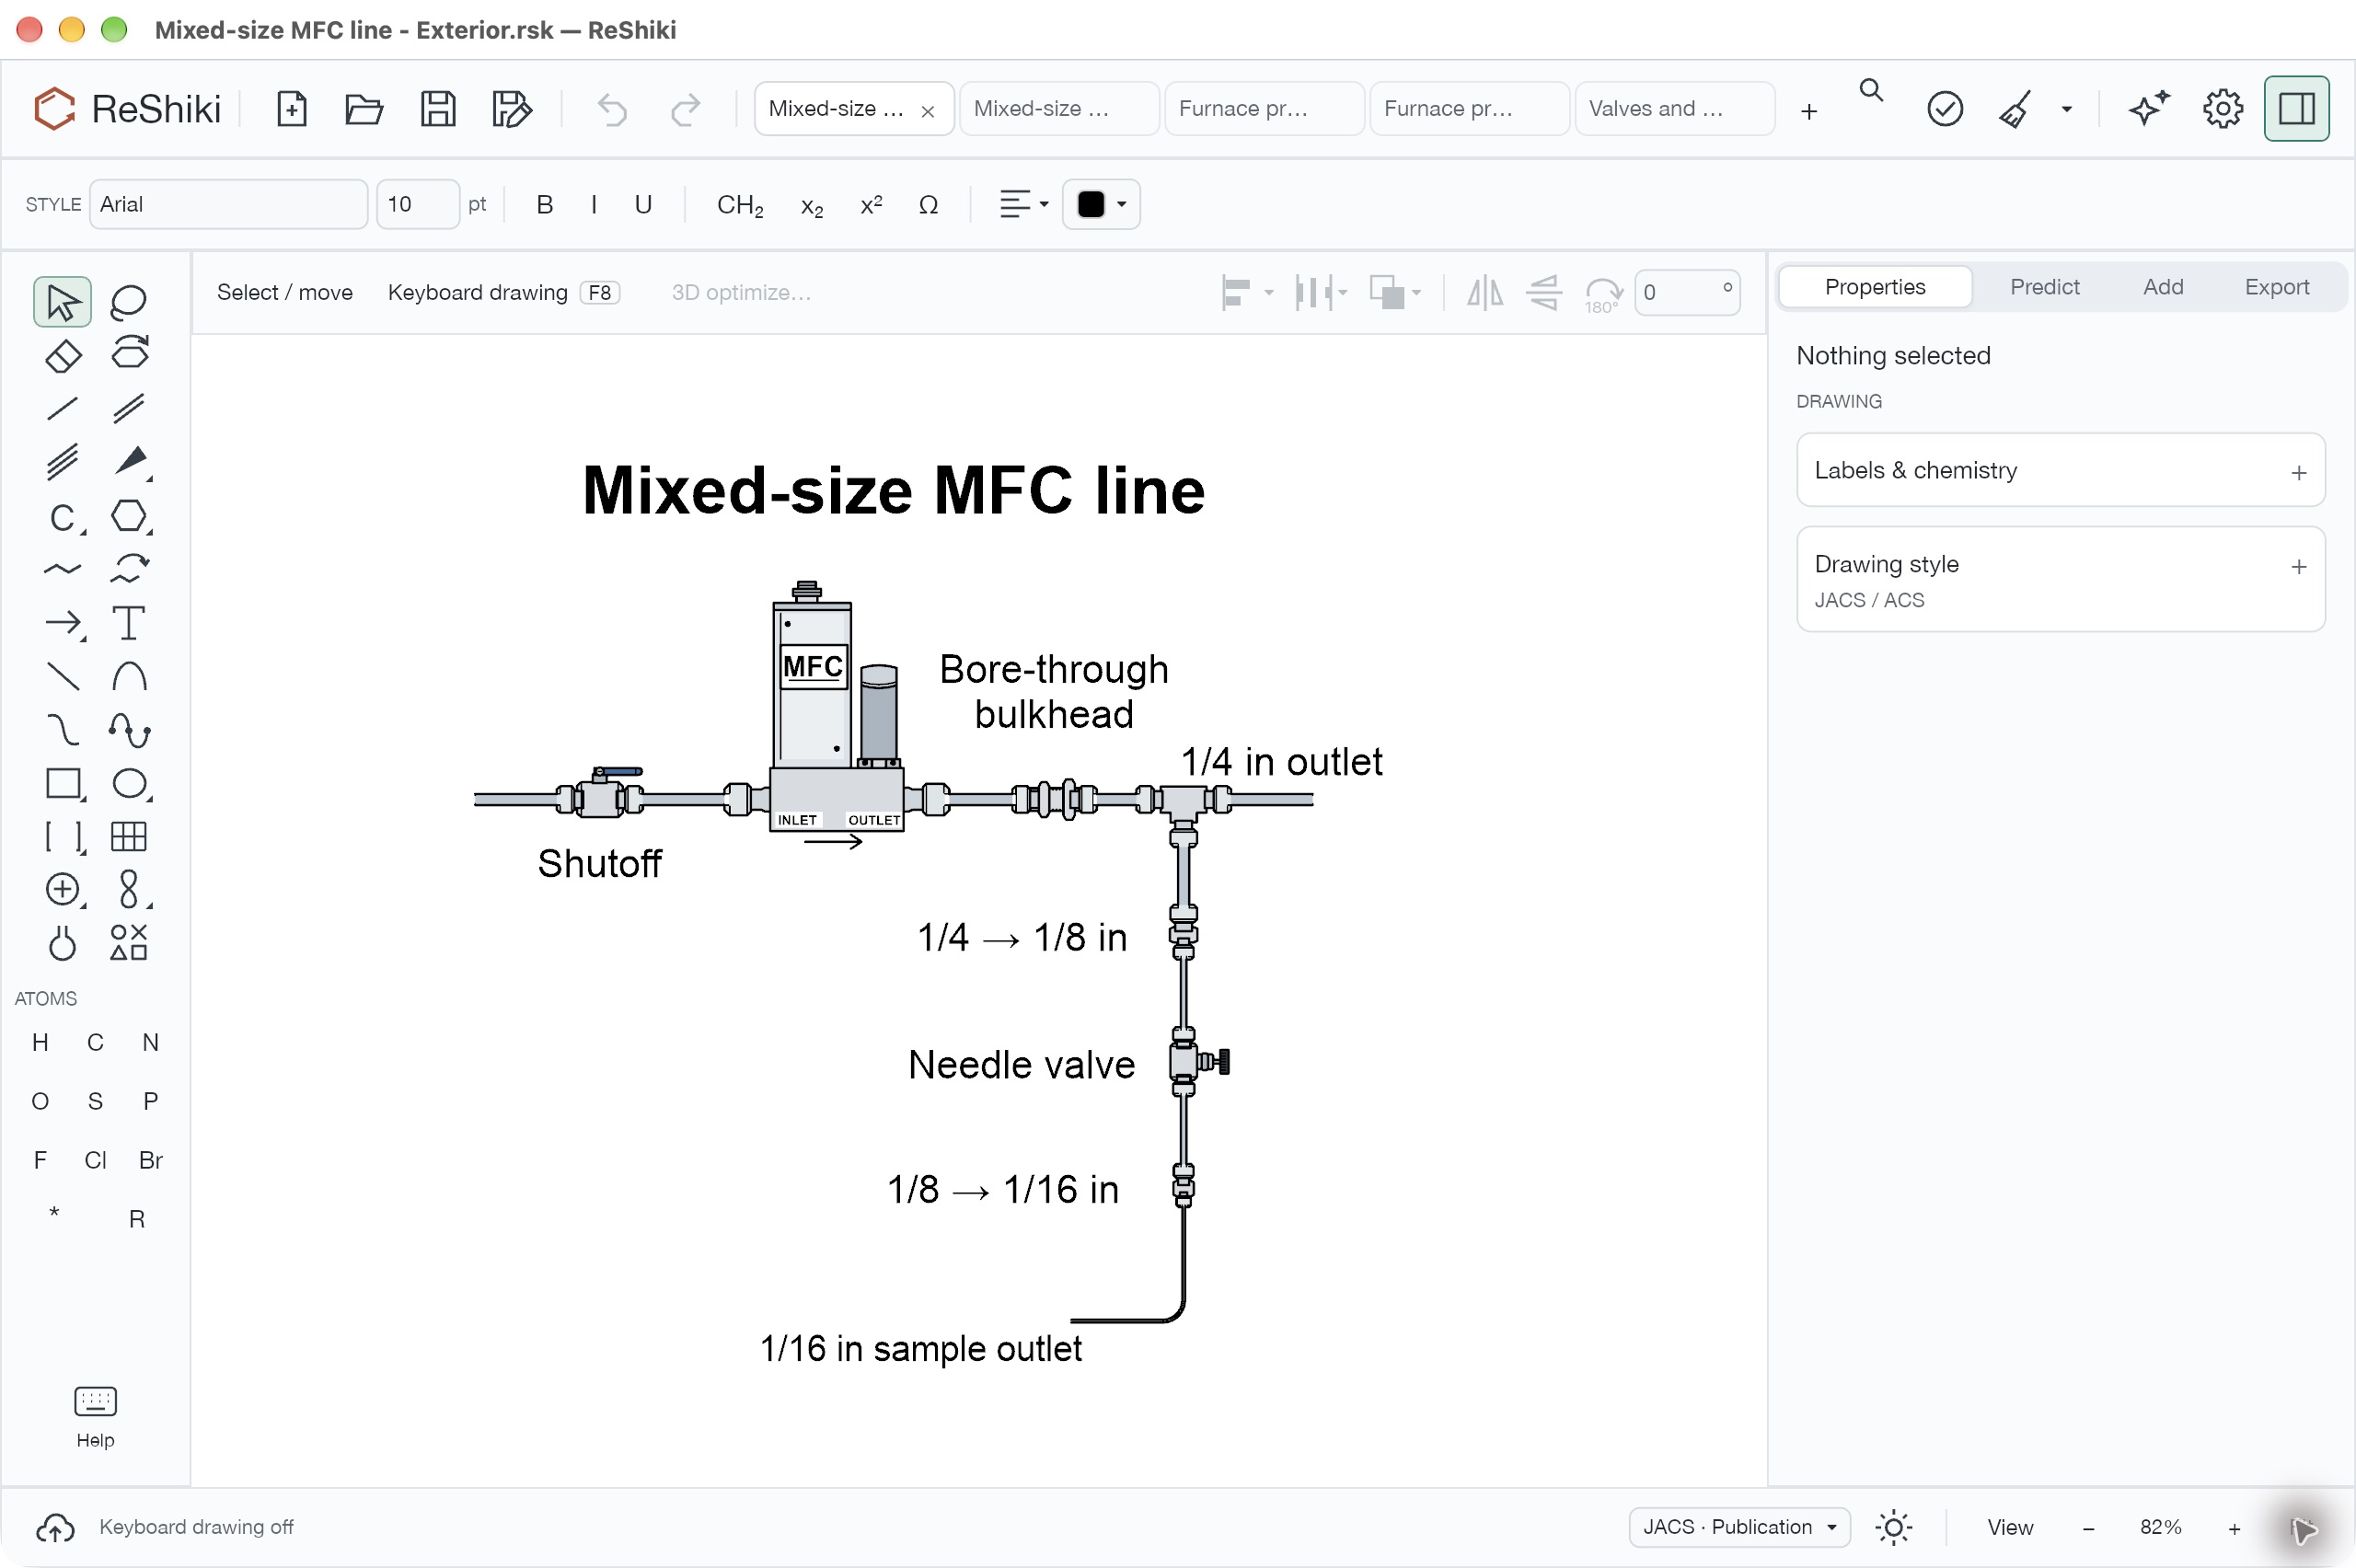 Mixed-size MFC line - Exterior.rsk — ReShiki
ReShiki
Mixed-size ...
Mixed-size ...
Furnace pr...
Furnace pr...
Valves and ...
STYLE
Arial
10
pt
B
I
U
CH₂
x₂
x²
Ω
Select / move
Keyboard drawing
F8
3D optimize...
180°
0
°
Properties
Predict
Add
Export
Nothing selected
DRAWING
Labels & chemistry
Drawing style
JACS / ACS
C
T
ATOMS
H C N
O S P
F Cl Br
* R
Help
Mixed-size MFC line
MFC
Bore-through
bulkhead
1/4 in outlet
INLET
OUTLET
Shutoff
1/4 → 1/8 in
Needle valve
1/8 → 1/16 in
1/16 in sample outlet
Keyboard drawing off
JACS · Publication
View
−
82%
+